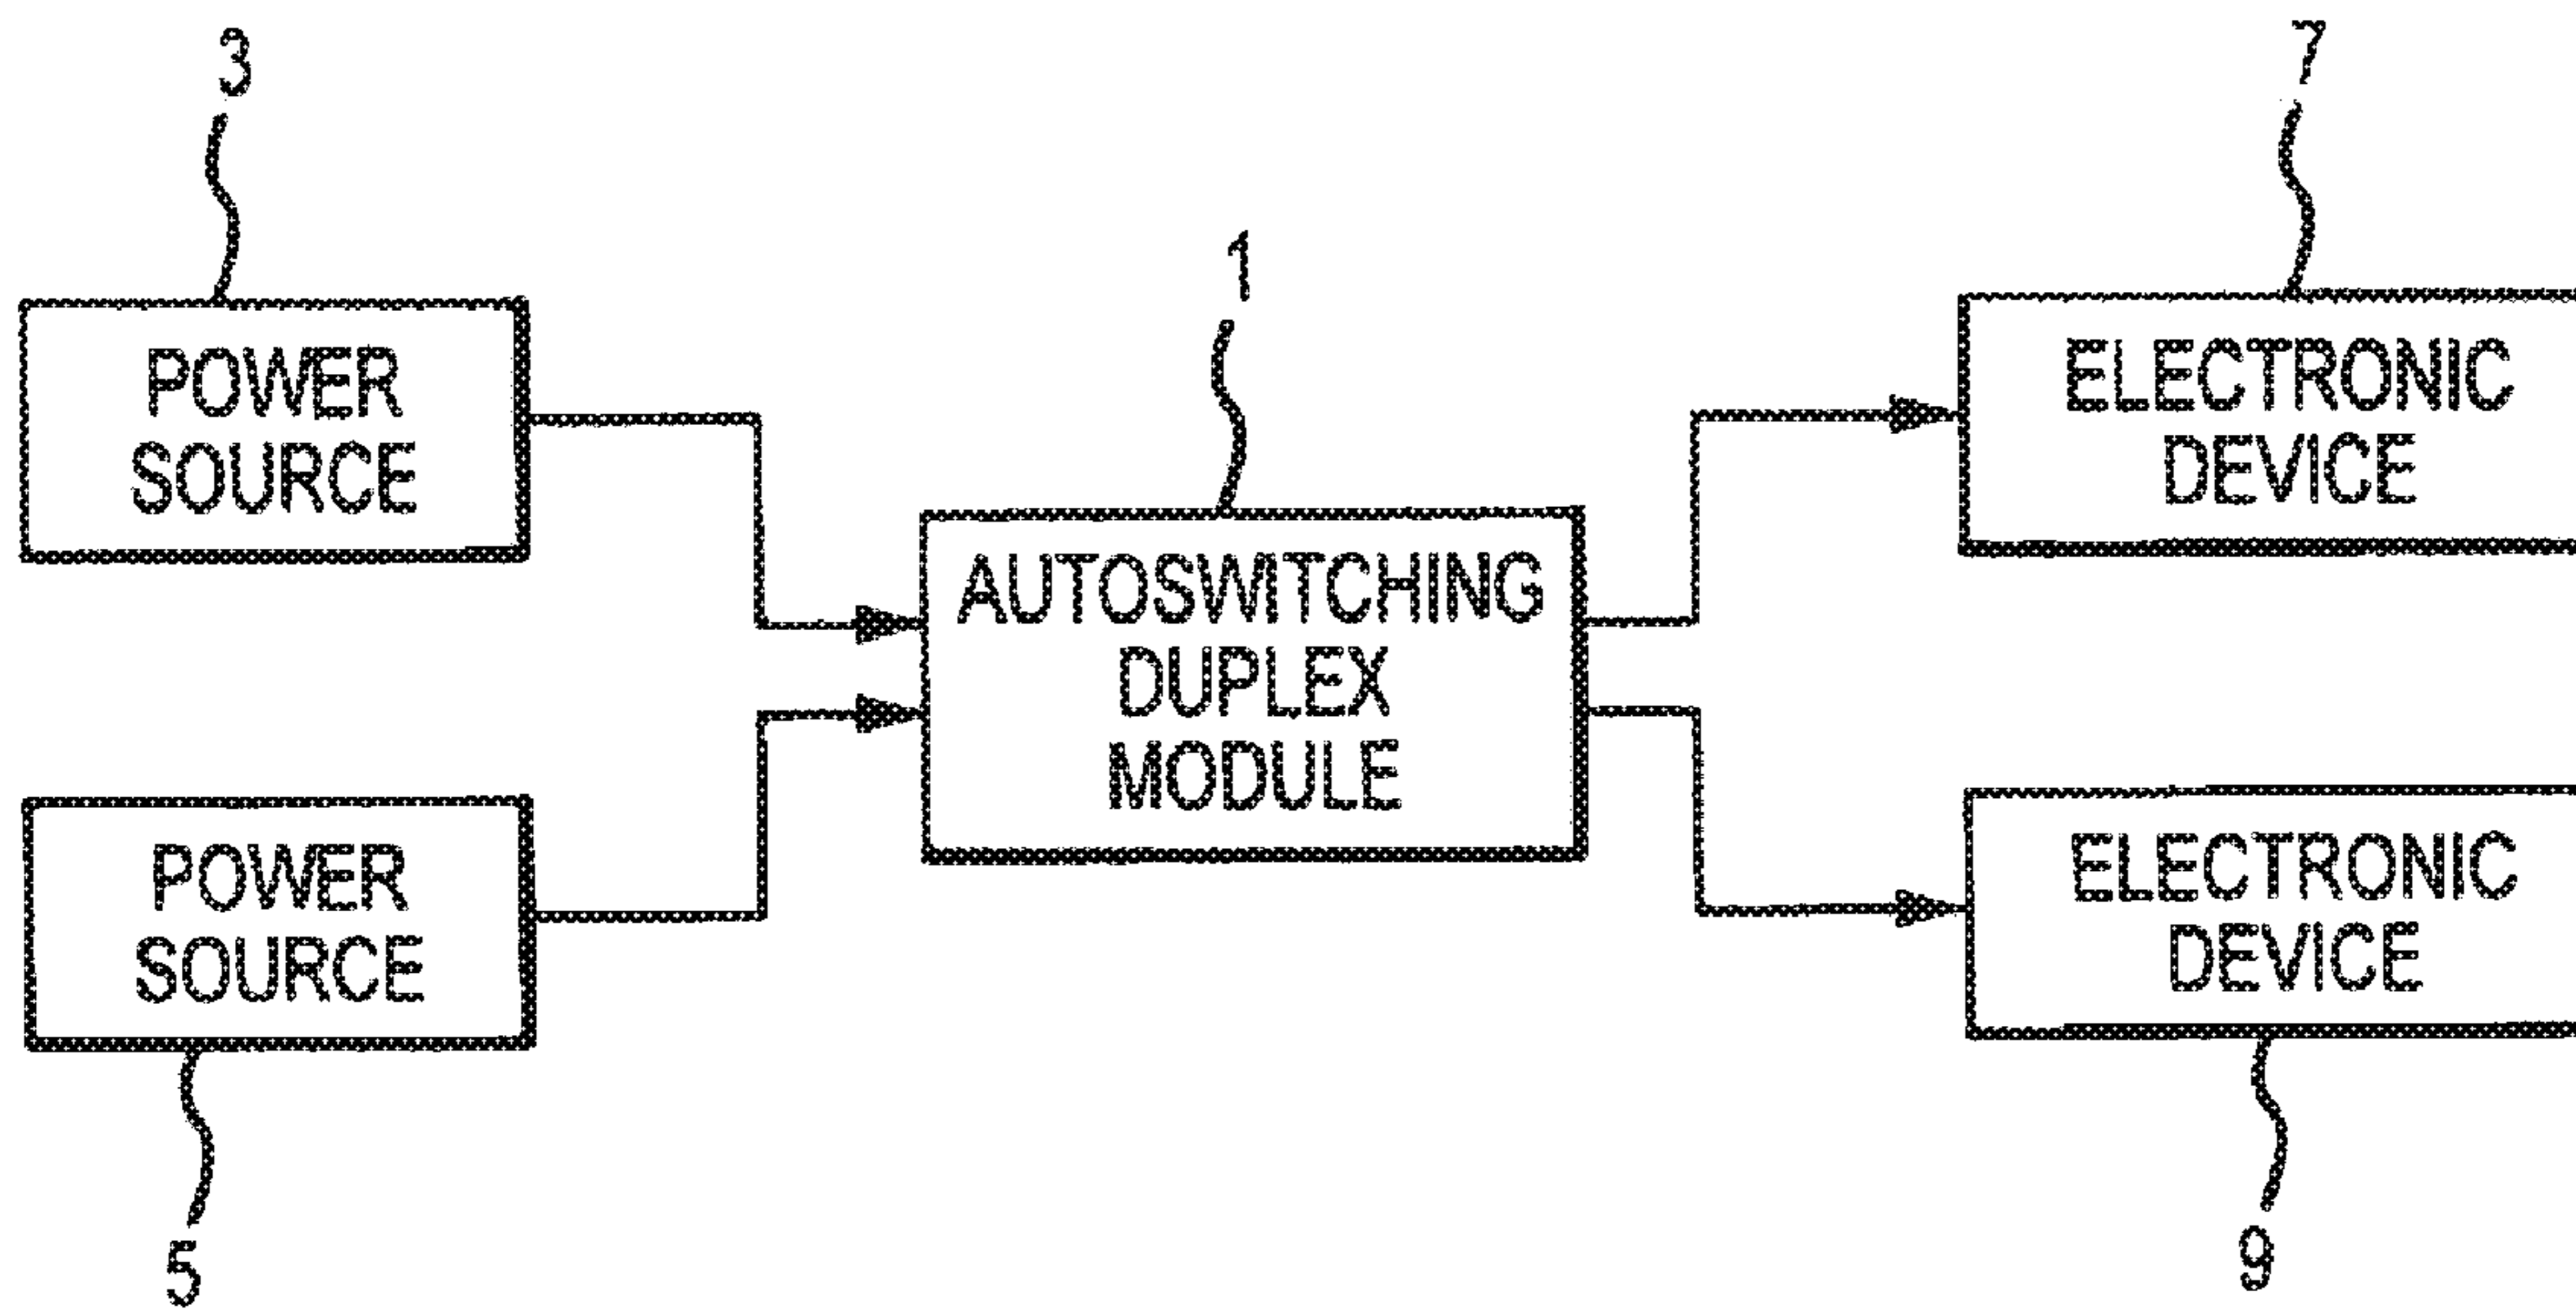 3
7
1
POWER
SOURCE
ELECTRONIC
DEVICE
AUTOSWITCHING
DUPLEX
MODULE
POWER
SOURCE
ELECTRONIC
DEVICE
5
9